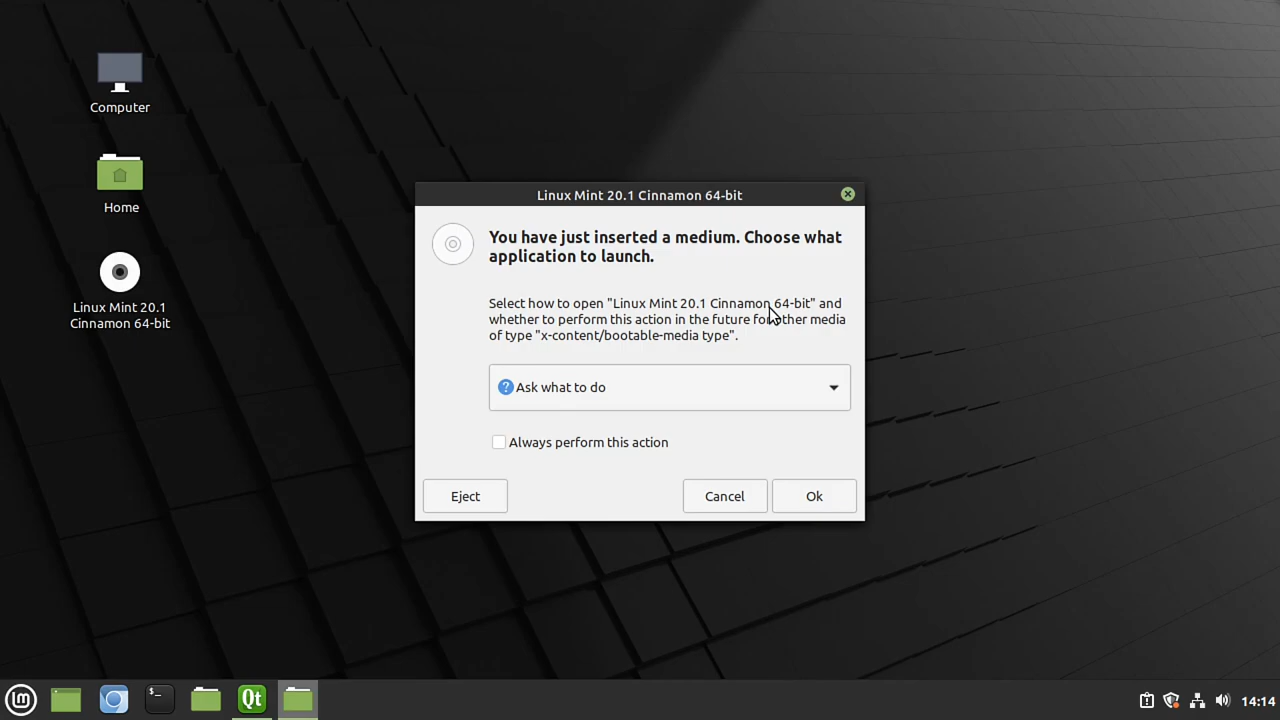 Computer
Home
Linux Mint 20.1
Cinnamon 64-bit
Linux Mint 20.1 Cinnamon 64-bit
You have just inserted a medium. Choose what
application to launch.
Select how to open "Linux Mint 20.1 Cinnamon 64-bit" and
whether to perform this action in the future for other media
of type "x-content/bootable-media type".
?
Ask what to do
Always perform this action
Eject
Cancel
Ok
lm
$_
Qt
14:14